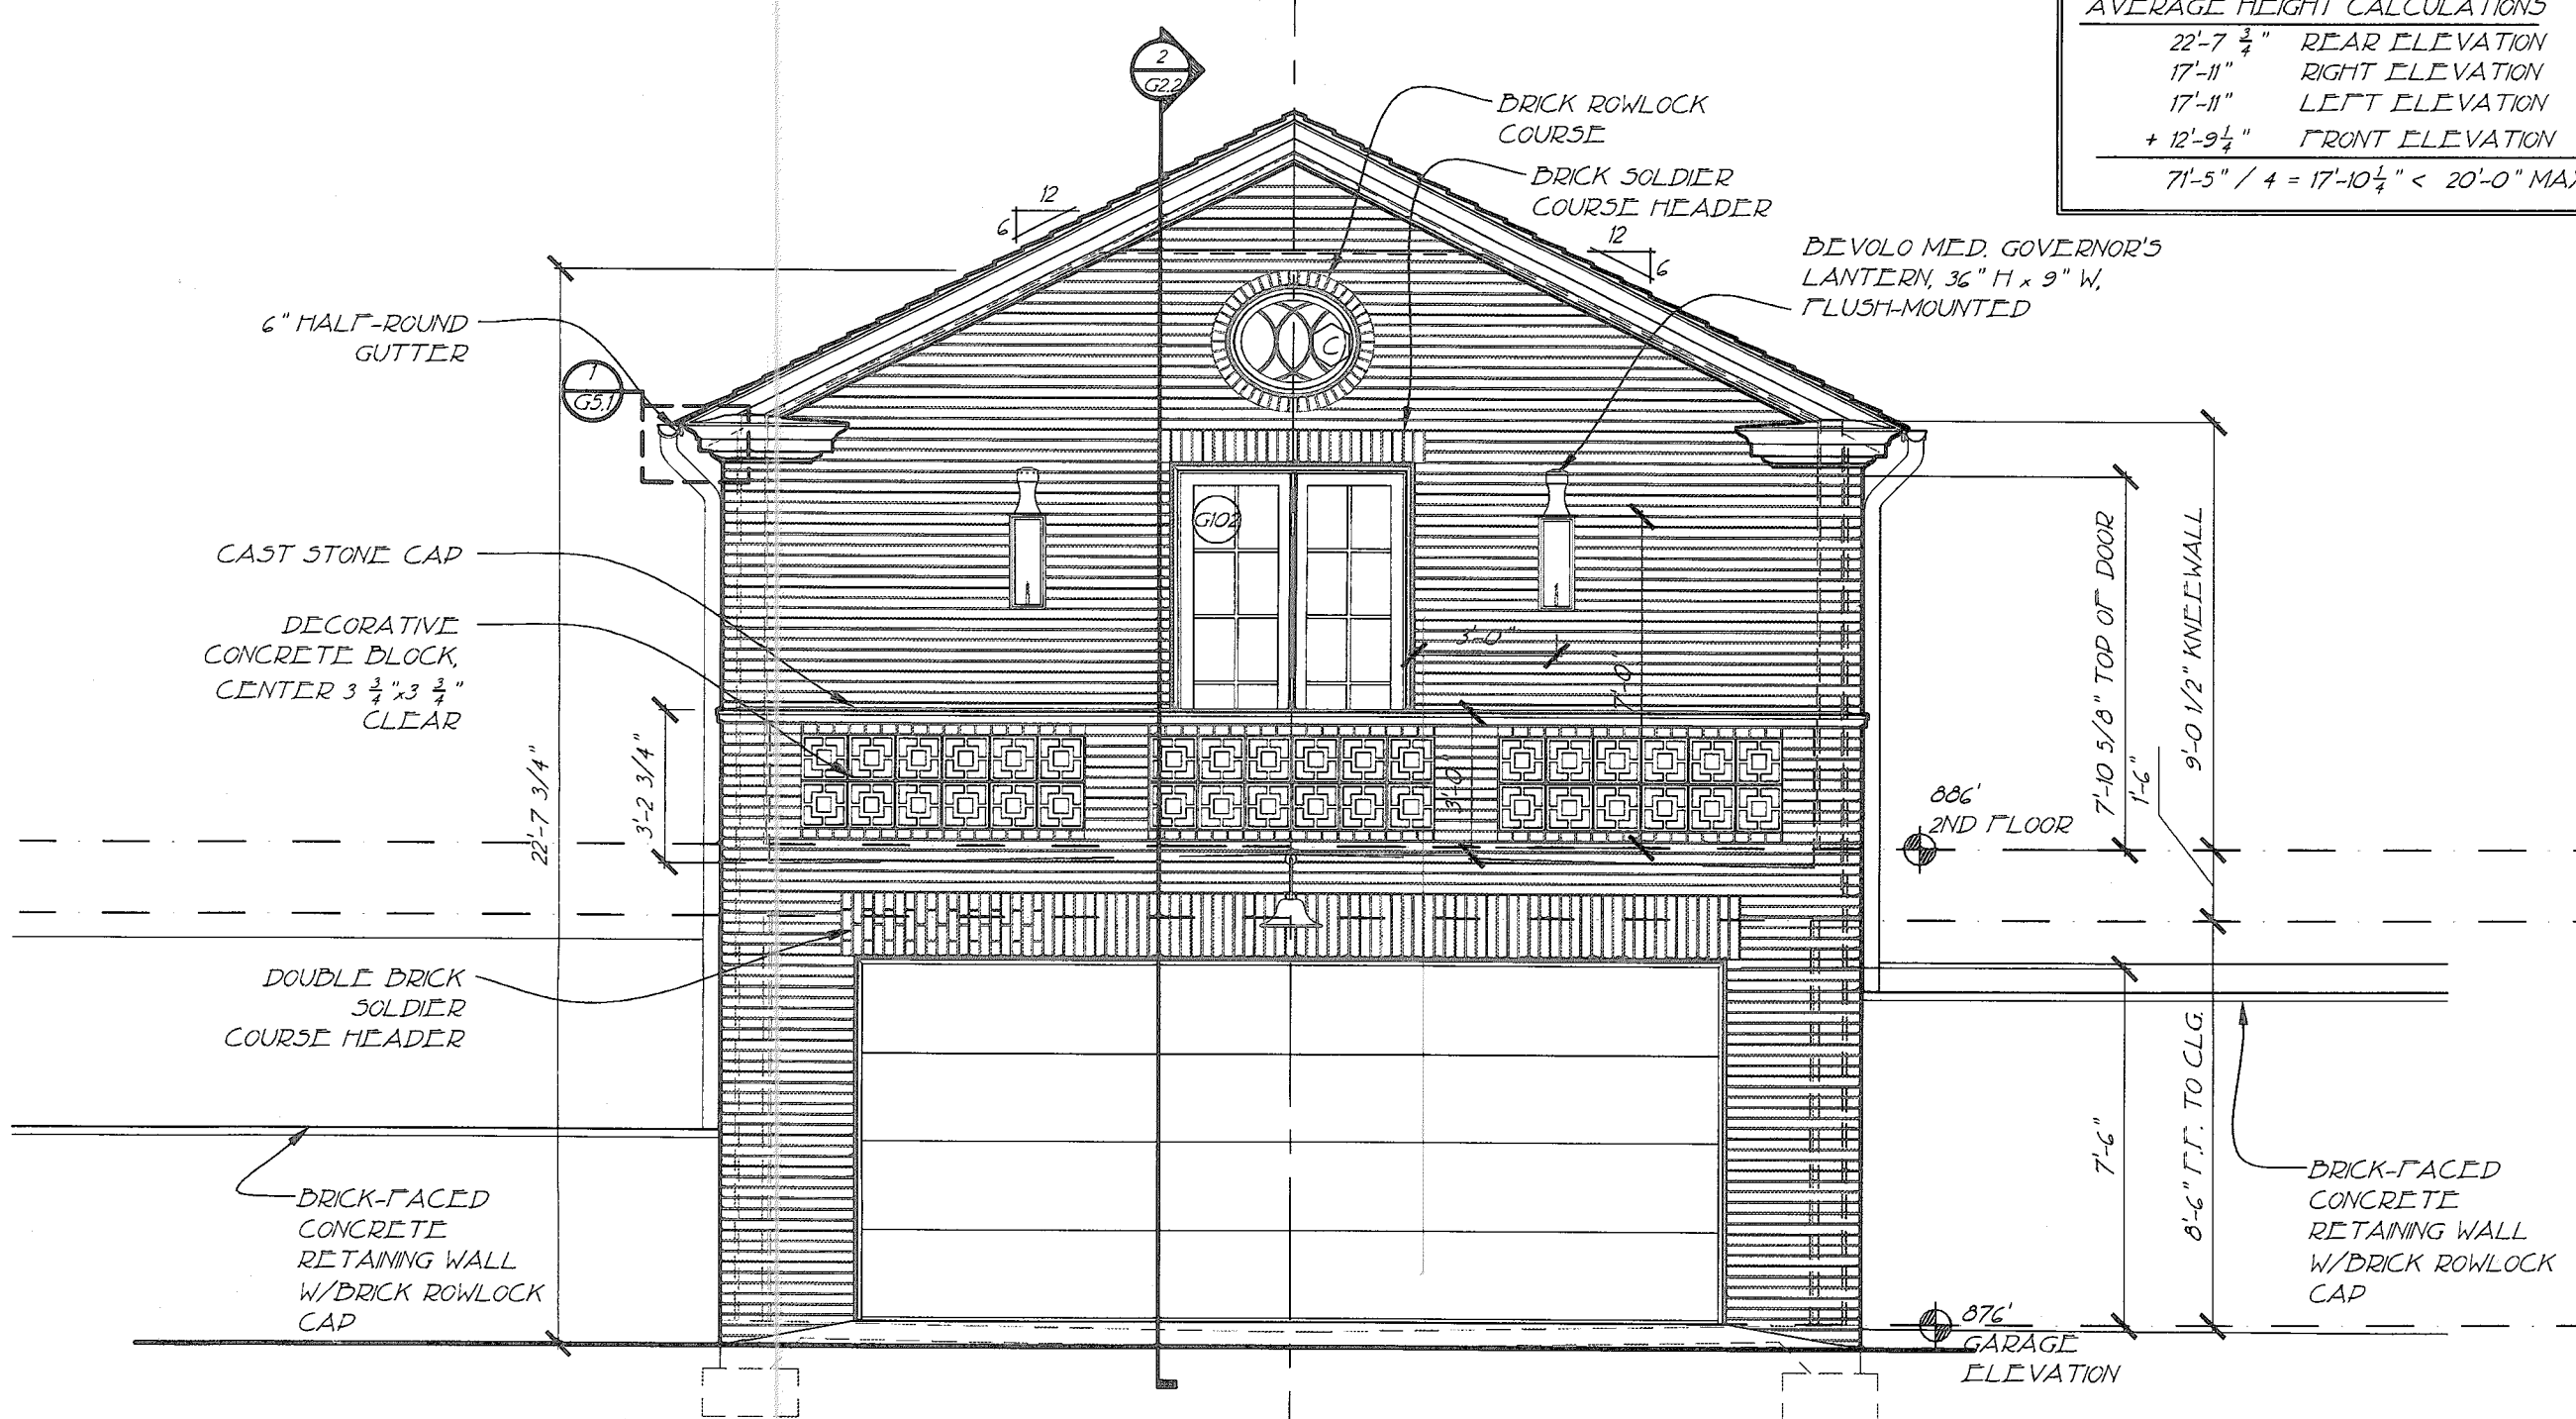 AVERAGE HEIGHT CALCULATIONS
22'-7 3/4" REAR ELEVATION
17'-11" RIGHT ELEVATION
17'-11" LEFT ELEVATION
+ 12'-9 1/4" FRONT ELEVATION
71'-5" / 4 = 17'-10 1/4" < 20'-0" MAX
2
G2.2
BRICK ROWLOCK
COURSE
BRICK SOLDIER
COURSE HEADER
12
6
12
6
BEVOLO MED. GOVERNOR'S
LANTERN, 36" H x 9" W,
FLUSH-MOUNTED
6" HALF-ROUND
GUTTER
1
G5.1
C
G102
CAST STONE CAP
DECORATIVE
CONCRETE BLOCK,
CENTER 3 3/4"x3 3/4"
CLEAR
3'-0"
7'-0"
3'-0"
22'-7 3/4"
3'-2 3/4"
7'-10 5/8" TOP OF DOOR
9'-0 1/2" KNEEWALL
1'-6"
886'
2ND FLOOR
DOUBLE BRICK
SOLDIER
COURSE HEADER
7'-6"
8'-6" F.F. TO CLG.
BRICK-FACED
CONCRETE
RETAINING WALL
W/BRICK ROWLOCK
CAP
BRICK-FACED
CONCRETE
RETAINING WALL
W/BRICK ROWLOCK
CAP
876'
GARAGE
ELEVATION